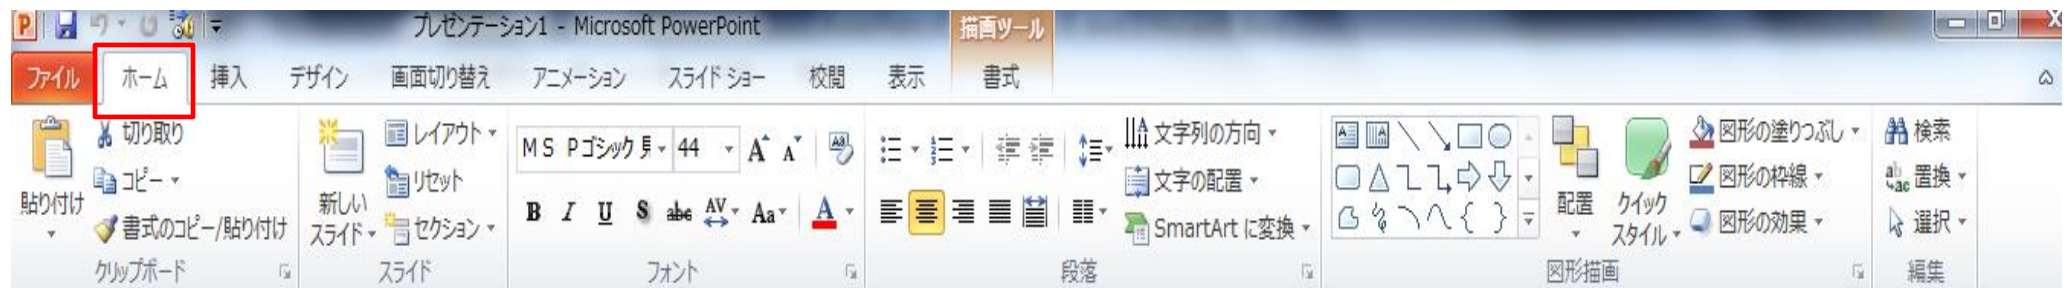 プレゼンテーション1 - Microsoft PowerPoint
描画ツール
ファイル ホーム 挿入 デザイン 画面切り替え アニメーション スライド ショー 校閲 表示 書式
貼り付け
切り取り
コピー
書式のコピー/貼り付け
クリップボード
新しい
スライド
レイアウト
リセット
セクション
スライド
MS Pゴシック 見 44 A A
B I U S abc AV Aa A
フォント
文字列の方向
文字の配置
SmartArt に変換
段落
配置
クイック
スタイル
図形の塗りつぶし
図形の枠線
図形の効果
図形描画
検索
置換
選択
編集